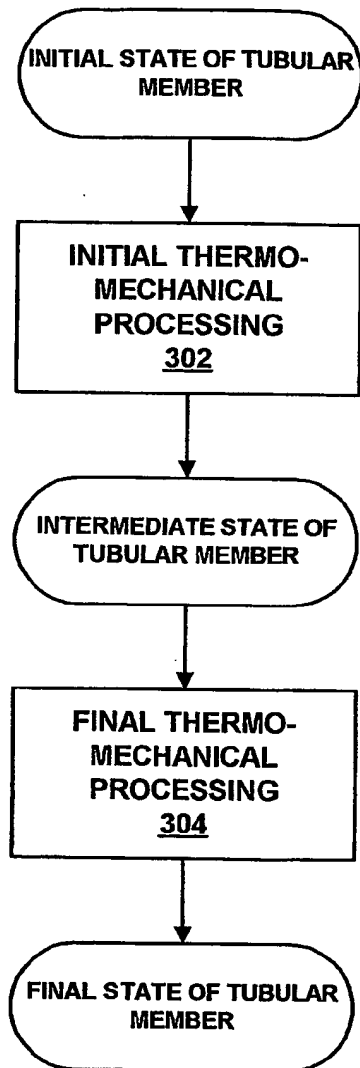 INITIAL STATE OF TUBULAR
MEMBER
INITIAL THERMO-
MECHANICAL
PROCESSING
302
INTERMEDIATE STATE OF
TUBULAR MEMBER
FINAL THERMO-
MECHANICAL
PROCESSING
304
FINAL STATE OF TUBULAR
MEMBER